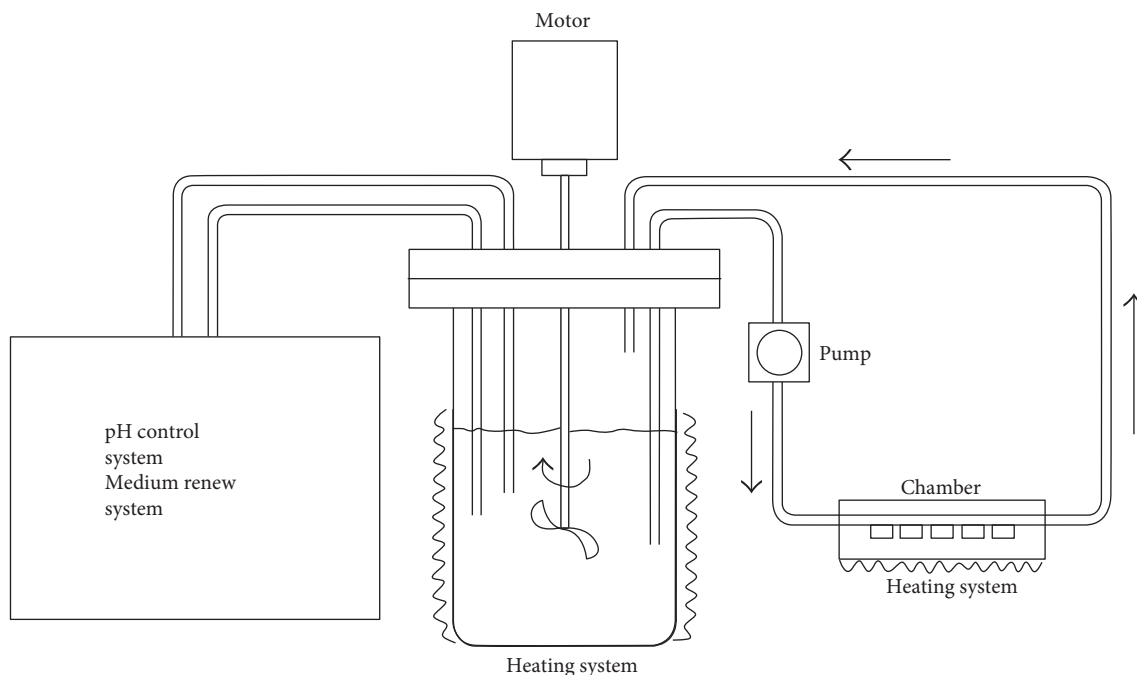 Motor
Pump
pH control
system
Medium renew
system
Chamber
Heating system
Heating system